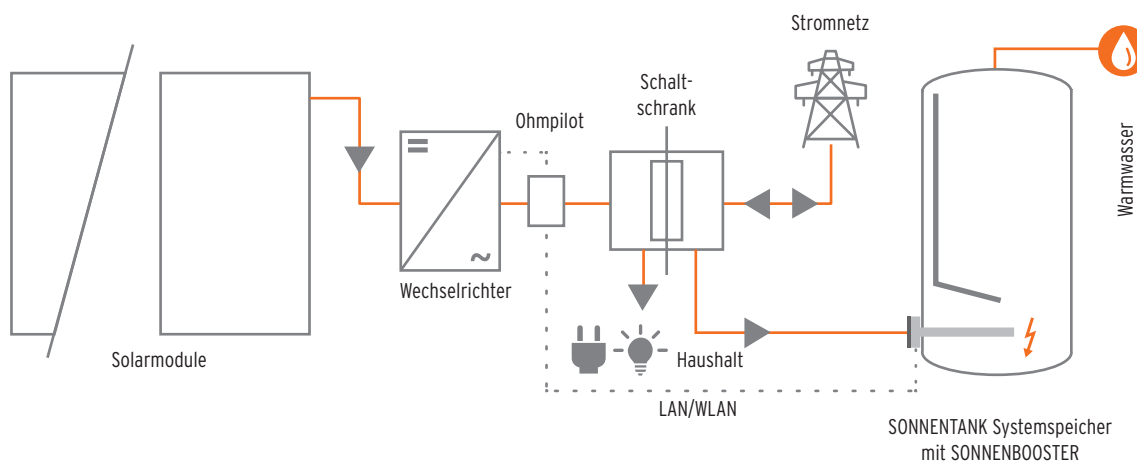 Stromnetz
Schalt-
schrank
Ohmpilot
Warmwasser
Wechselrichter
Solarmodule
Haushalt
LAN/WLAN
SONNENTANK Systemspeicher
mit SONNENBOOSTER